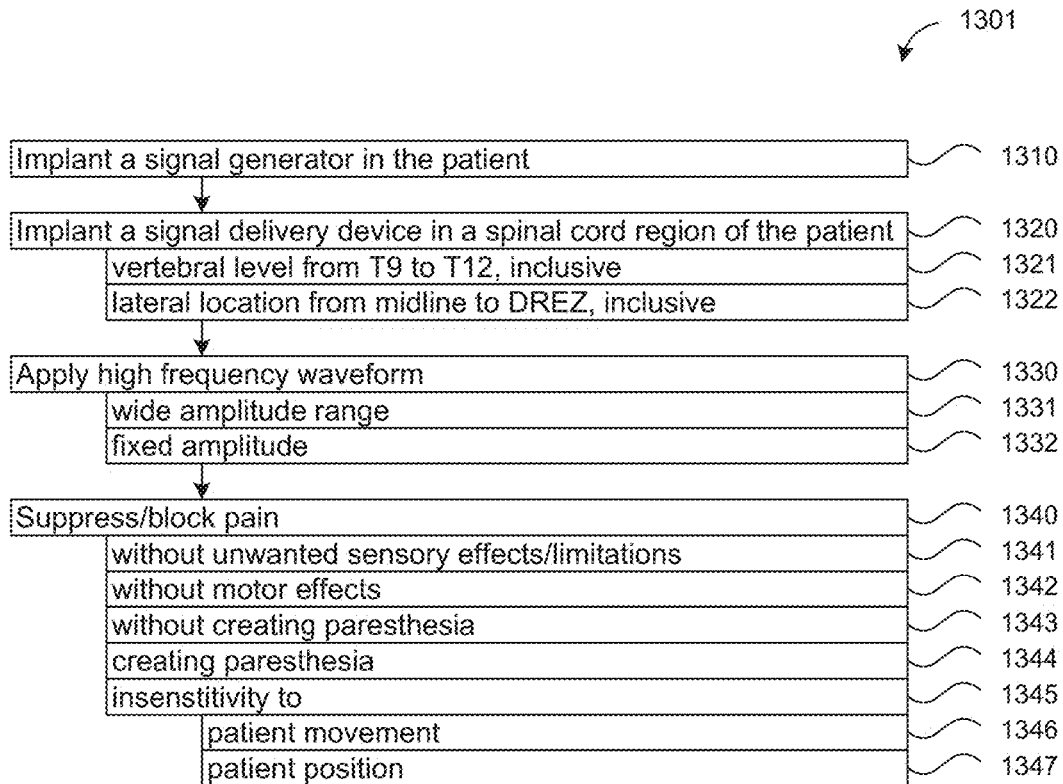 1301
Implant a signal generator in the patient 1310
Implant a signal delivery device in a spinal cord region of the patient 1320
vertebral level from T9 to T12, inclusive 1321
lateral location from midline to DREZ, inclusive 1322
Apply high frequency waveform 1330
wide amplitude range 1331
fixed amplitude 1332
Suppress/block pain 1340
without unwanted sensory effects/limitations 1341
without motor effects 1342
without creating paresthesia 1343
creating paresthesia 1344
insenstitivity to 1345
patient movement 1346
patient position 1347